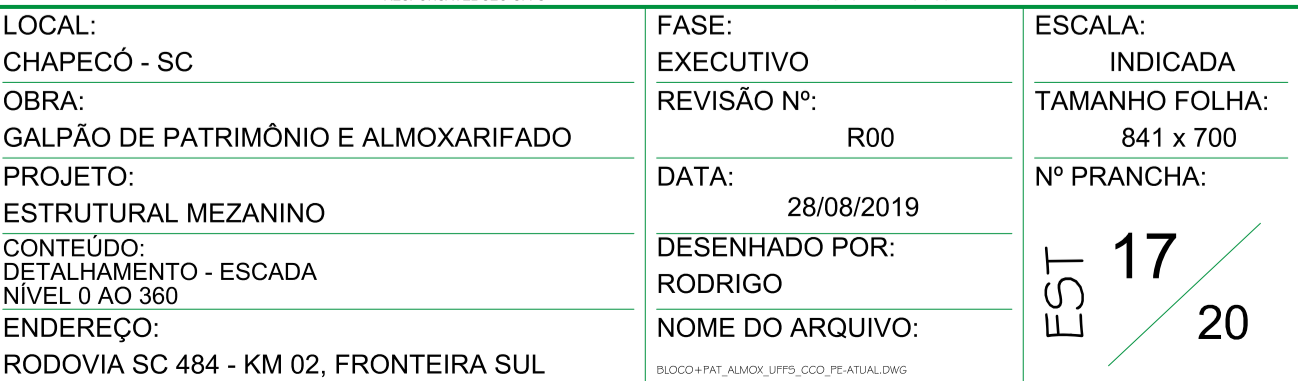 LOCAL:
CHAPECÓ - SC
OBRA:
GALPÃO DE PATRIMÔNIO E ALMOXARIFADO
PROJETO:
ESTRUTURAL MEZANINO
CONTEÚDO:
DETALHAMENTO - ESCADA
NÍVEL 0 AO 360
ENDEREÇO:
RODOVIA SC 484 - KM 02, FRONTEIRA SUL
FASE:
EXECUTIVO
REVISÃO Nº:
R00
DATA:
28/08/2019
DESENHADO POR:
RODRIGO
NOME DO ARQUIVO:
BLOCO+PAT_ALMOX_UFFS_CCO_PE-ATUAL.DWG
ESCALA:
INDICADA
TAMANHO FOLHA:
841 x 700
Nº PRANCHA:
EST
17
20